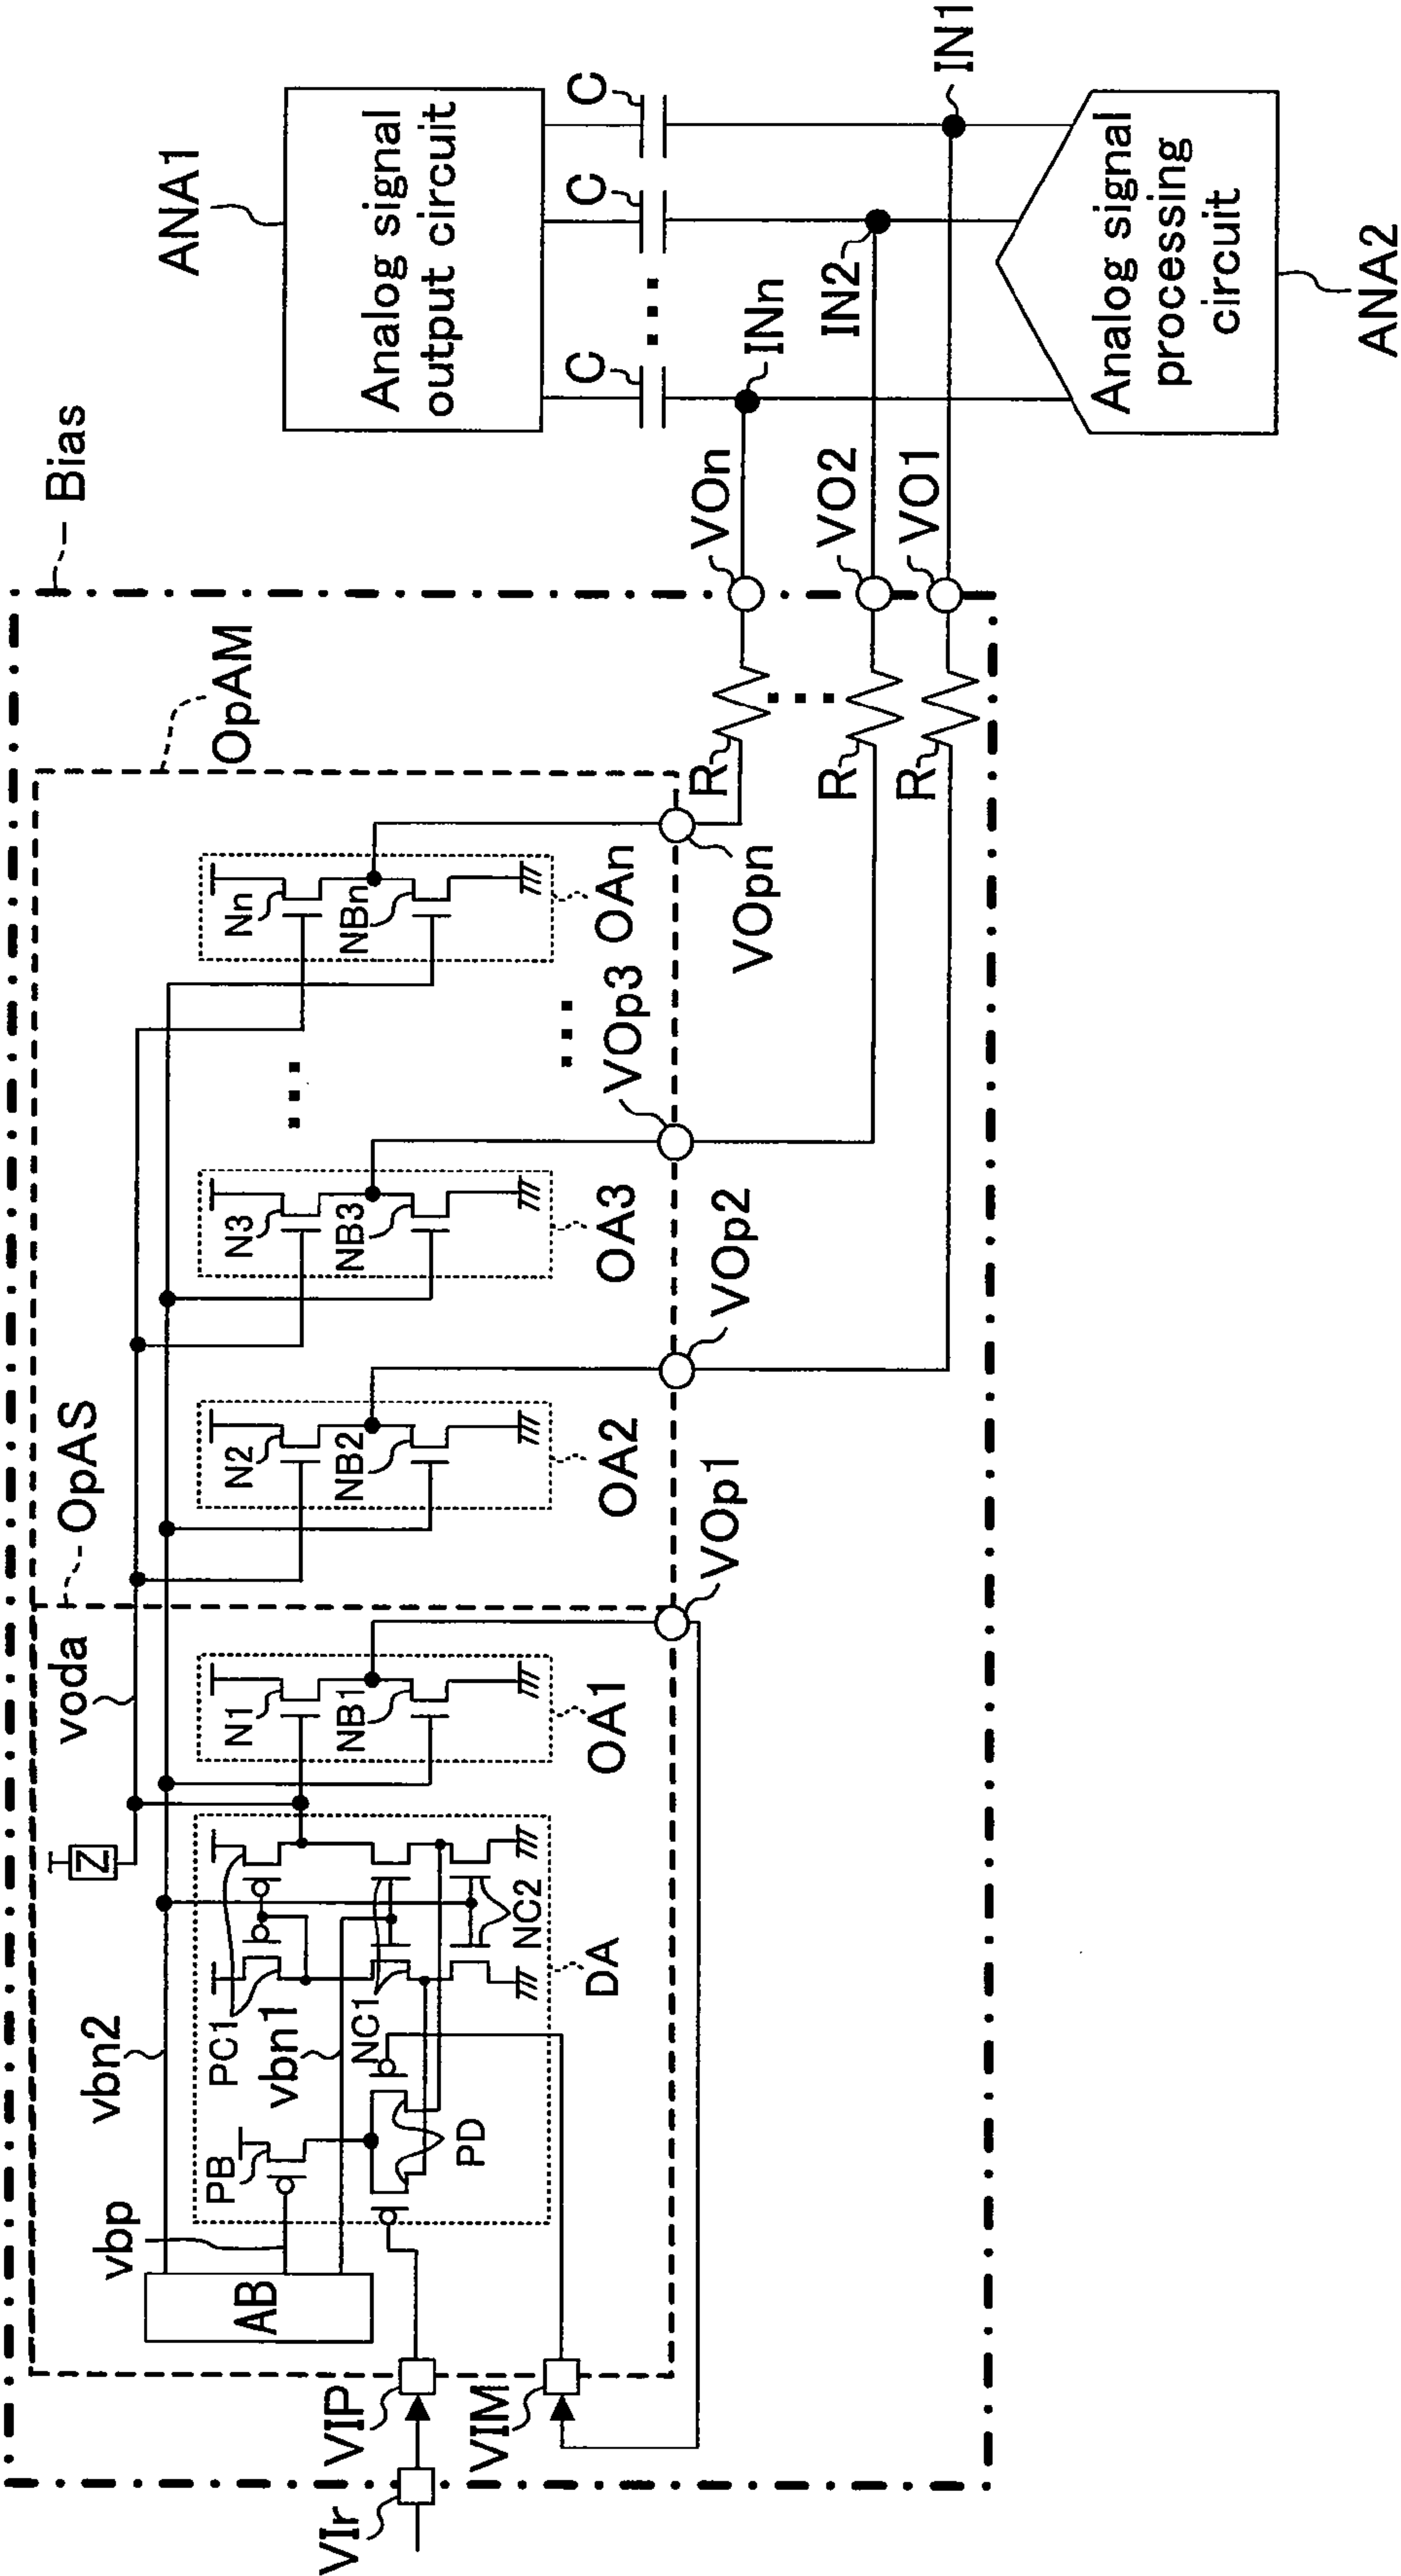 Bias
OpAM
OpAS
voda
vbn2
vbp
AB
Z
PB
PC1
vbn1
NC1
NC2
PD
DA
N1
NB1
OA1
N2
NB2
OA2
N3
NB3
OA3
Nn
NBn
OAn
...
...
VIr
VIP
VIM
VOp1
VOp2
VOp3
VOpn
R
R
R
...
VOn
VO2
VO1
ANA1
Analog signal
output circuit
C
C
C
...
INn
IN2
IN1
Analog signal
processing
circuit
ANA2